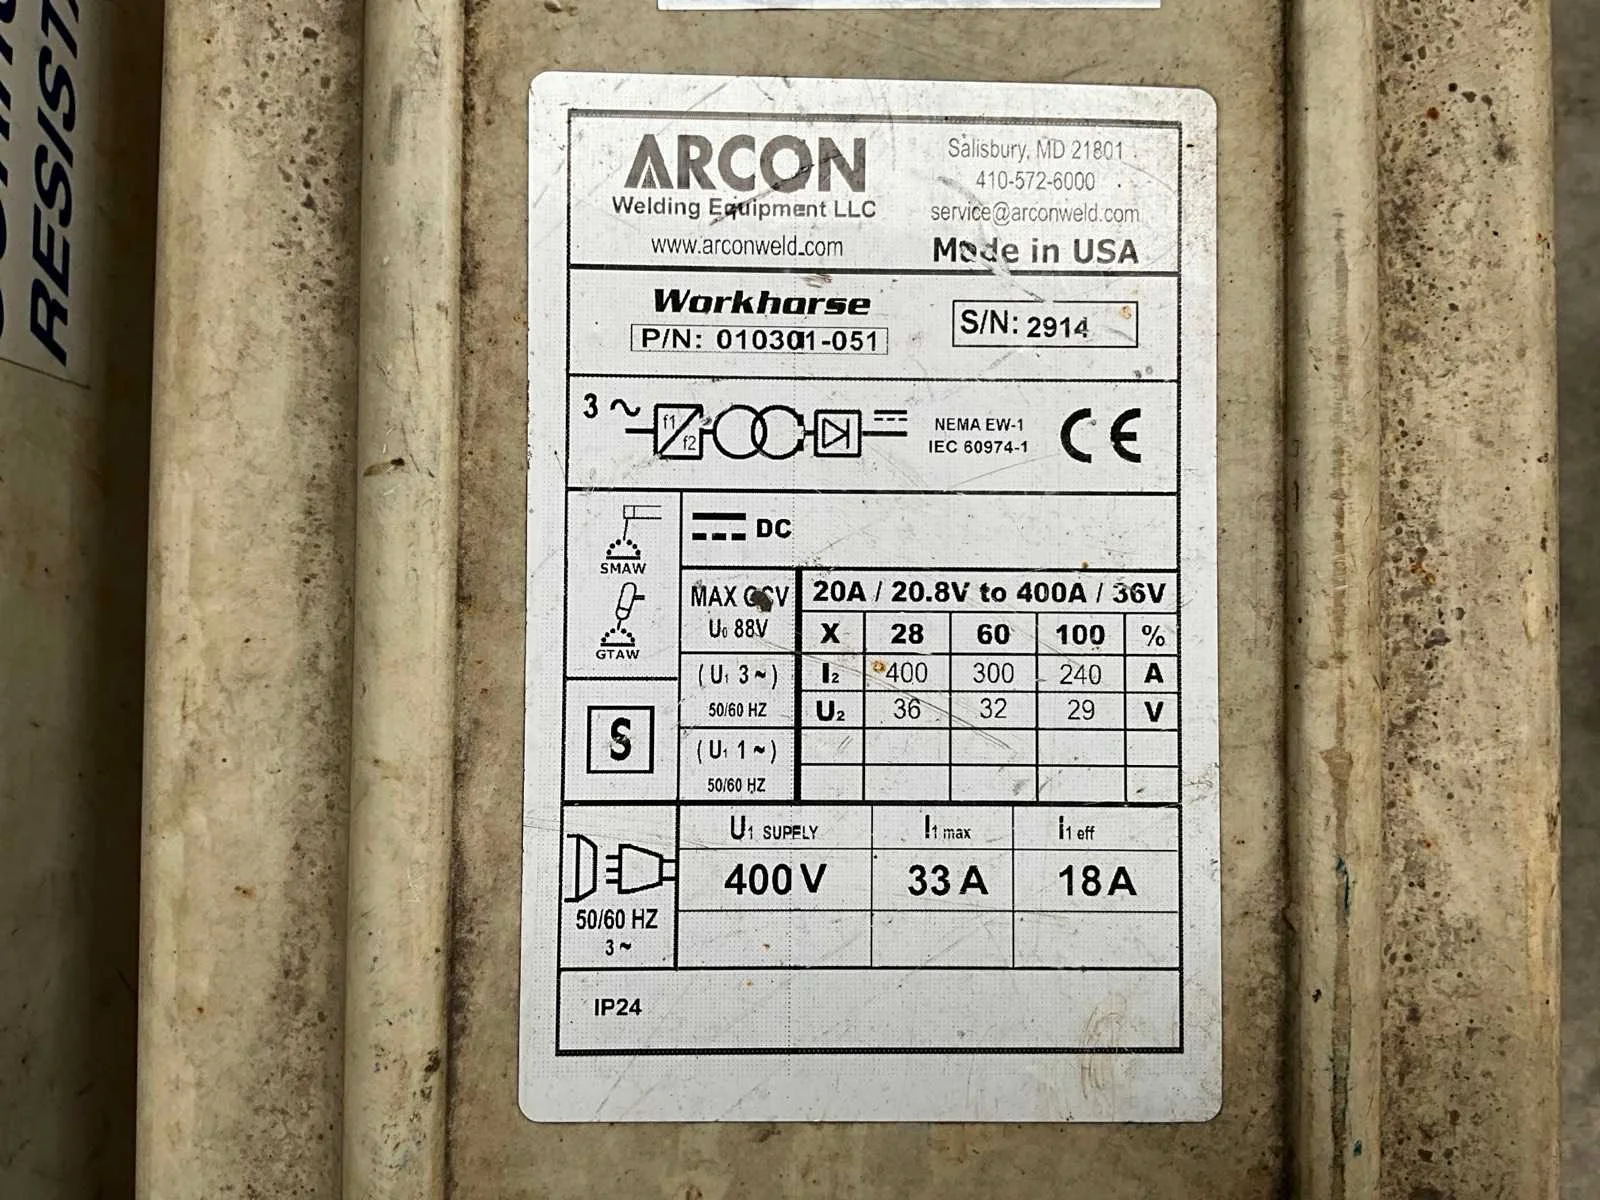 RESISTA
ARCON
Welding Equipment LLC
www.arconweld.com
Salisbury, MD 21801
410-572-6000
service@arconweld.com
Made in USA
Workhorse
P/N: 010301-051
S/N: 2914
3 ~
f1
f2
NEMA EW-1
IEC 60974-1
CE
SMAW
GTAW
S
DC
MAX OCV
U₀ 88V
20A / 20.8V to 400A / 36V
X 28 60 100 %
(U₁ 3~)
50/60 HZ
I₂ 400 300 240 A
U₂ 36 32 29 V
(U₁ 1~)
50/60 HZ
50/60 HZ
3~
U₁ SUPPLY I₁ max I₁ eff
400 V 33 A 18 A
IP24